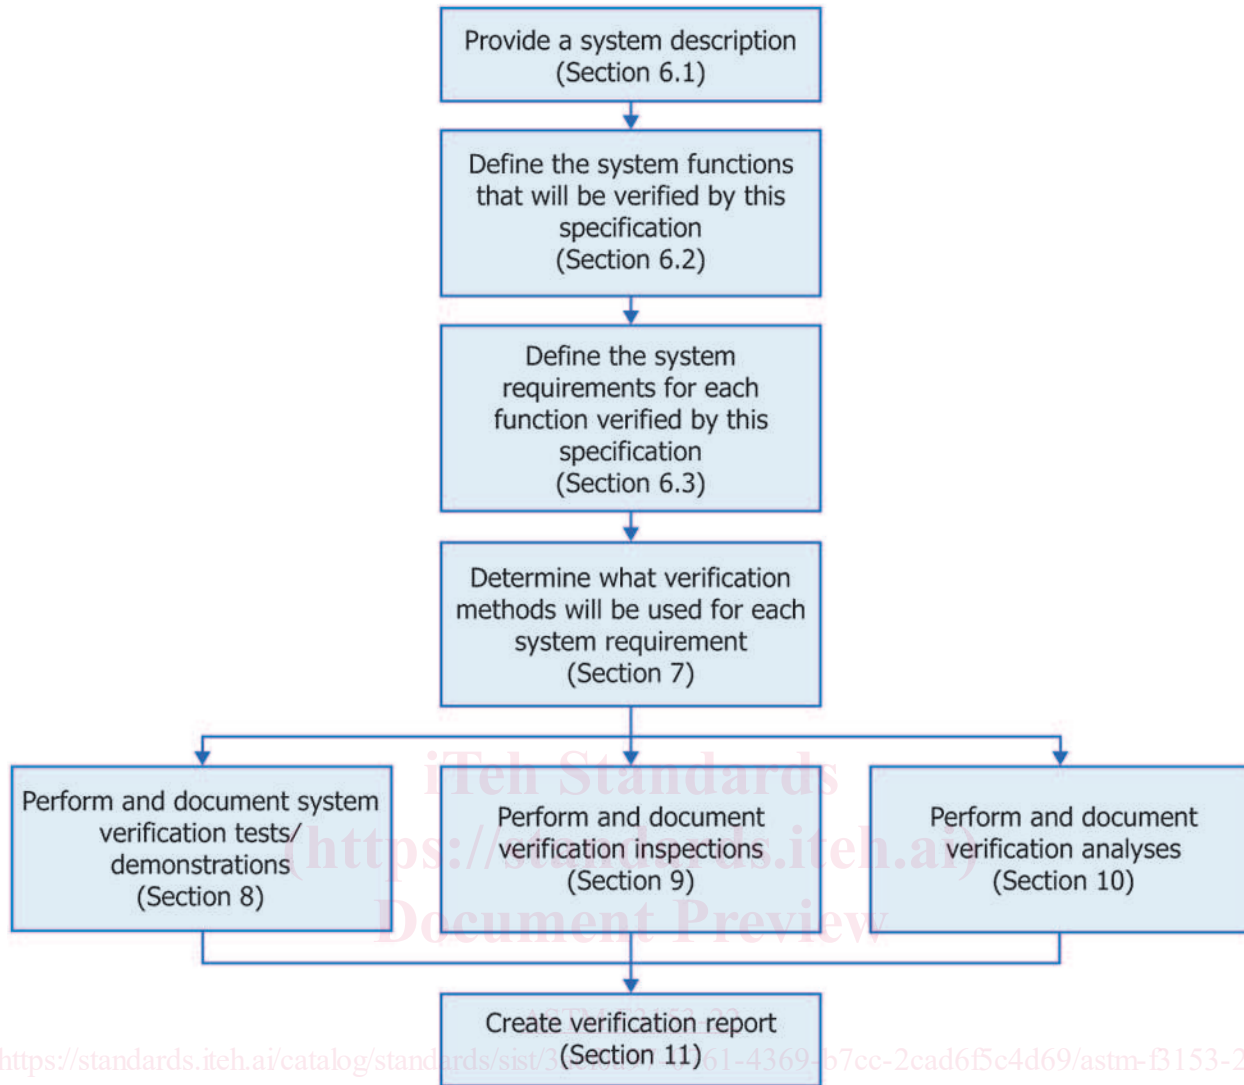 Provide a system description
(Section 6.1)
Define the system functions
that will be verified by this
specification
(Section 6.2)
Define the system
requirements for each
function verified by this
specification
(Section 6.3)
Determine what verification
methods will be used for each
system requirement
(Section 7)
iTeh Standards
(https://standards.iteh.ai)
Document Preview
Perform and document system
verification tests/
demonstrations
(Section 8)
Perform and document
verification inspections
(Section 9)
Perform and document
verification analyses
(Section 10)
Create verification report
(Section 11)